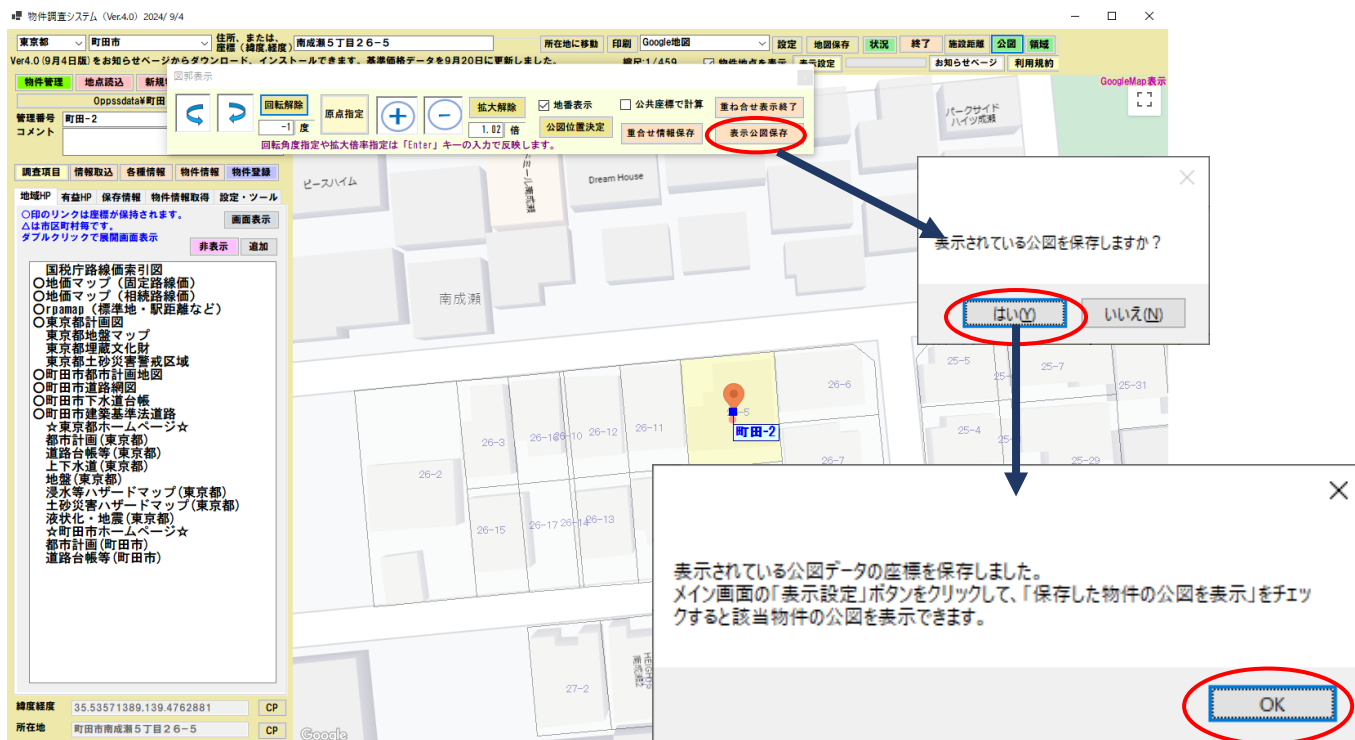 物件調査システム（Ver.4.0）2024/ 9/4
東京都 町田市 住所、または、座標（緯度,経度） 南成瀬５丁目２６−５ 所在地に移動 印刷 Google地図 設定 地図保存 状況 終了 施設距離 公図 領域
Ver4.0(9月4日版)をお知らせページからダウンロード、インストールできます。基準価格データを9月20日に更新しました。 縮尺:1/459 物件地点を表示 表示設定 お知らせページ 利用規約
物件管理 地点読込 新規
Oppssdata¥町田
管理番号 町田-2
コメント
図郭表示
回転解除 原点指定 拡大解除 地番表示 公共座標で計算 重ね合せ表示終了
-1 度 1.02 倍 公図位置決定 重合せ情報保存 表示公図保存
回転角度指定や拡大倍率指定は「Enter」キーの入力で反映します。
調査項目 情報取込 各種情報 物件情報 物件登録
地域HP 有益HP 保存情報 物件情報取得 設定・ツール
〇印のリンクは座標が保持されます。
△は市区町村毎です。
ダブルクリックで展開画面表示
画面表示
非表示 追加
国税庁路線価索引図
〇地価マップ（固定路線価）
〇地価マップ（相続路線価）
〇rpamap（標準地・駅距離など）
〇東京都計画図
東京都地盤マップ
東京都埋蔵文化財
東京都土砂災害警戒区域
〇町田市都市計画地図
〇町田市道路網図
〇町田市下水道台帳
〇町田市建築基準法道路
☆東京都ホームページ☆
都市計画(東京都)
道路台帳等(東京都)
上下水道(東京都)
地盤(東京都)
浸水等ハザードマップ(東京都)
土砂災害ハザードマップ(東京都)
液状化・地震(東京都)
☆町田市ホームページ☆
都市計画(町田市)
道路台帳等(町田市)
緯度経度 35.53571389.139.4762881 CP
所在地 町田市南成瀬５丁目２６−５ CP
GoogleMap表示
パークサイド
ハイツ成瀬
ピースハイム
Dream House
南成瀬
26-6
26-3
26-10
26-12
26-11
町田-2
26-7
26-2
26-15
26-17
26-13
27-2
25-5
25-7
25-31
25-4
25-29
Google
表示されている公図を保存しますか？
はい(Y) いいえ(N)
表示されている公図データの座標を保存しました。
メイン画面の「表示設定」ボタンをクリックして、「保存した物件の公図を表示」をチェッ
クすると該当物件の公図を表示できます。
OK